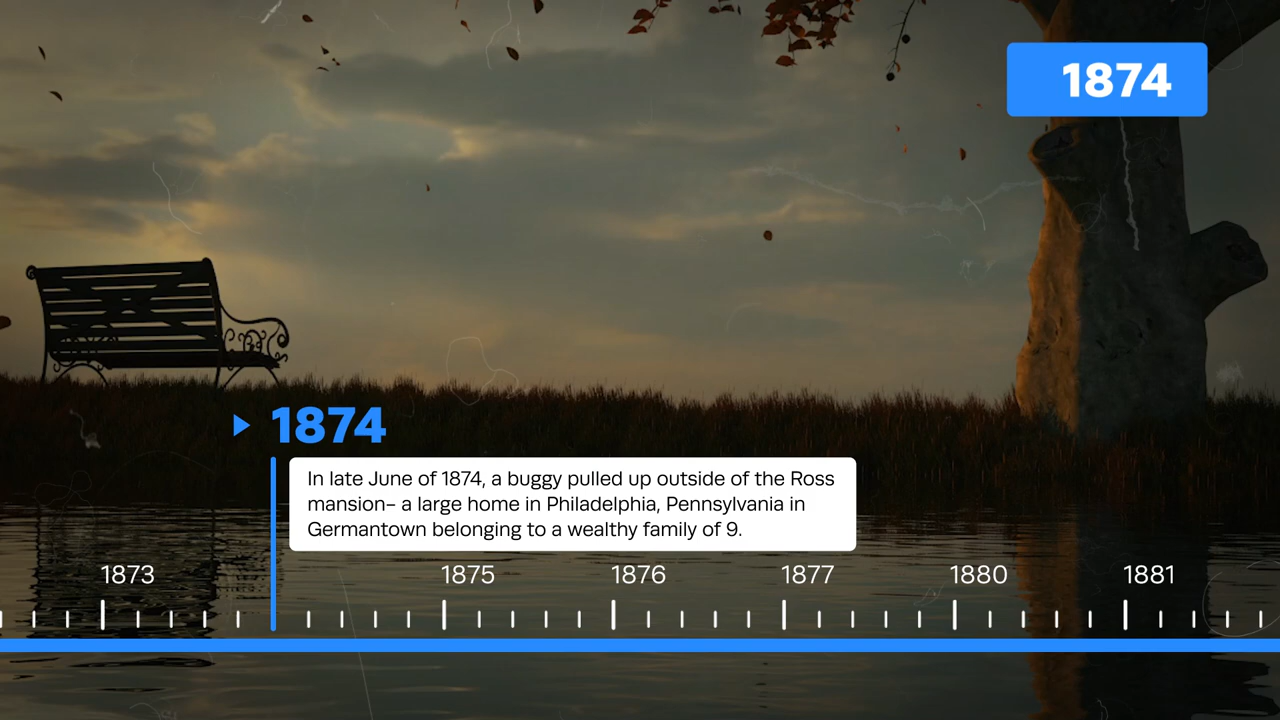 1874
1874
In late June of 1874, a buggy pulled up outside of the Ross
mansion- a large home in Philadelphia, Pennsylvania in
Germantown belonging to a wealthy family of 9.
1873 1875 1876 1877 1880 1881